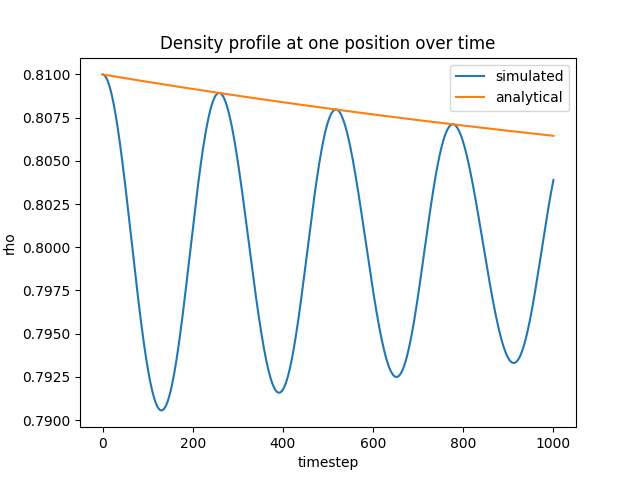 Density profile at one position over time
simulated
analytical
0.8100
0.8075
0.8050
0.8025
0.8000
0.7975
0.7950
0.7925
0.7900
rho
0 200 400 600 800 1000
timestep